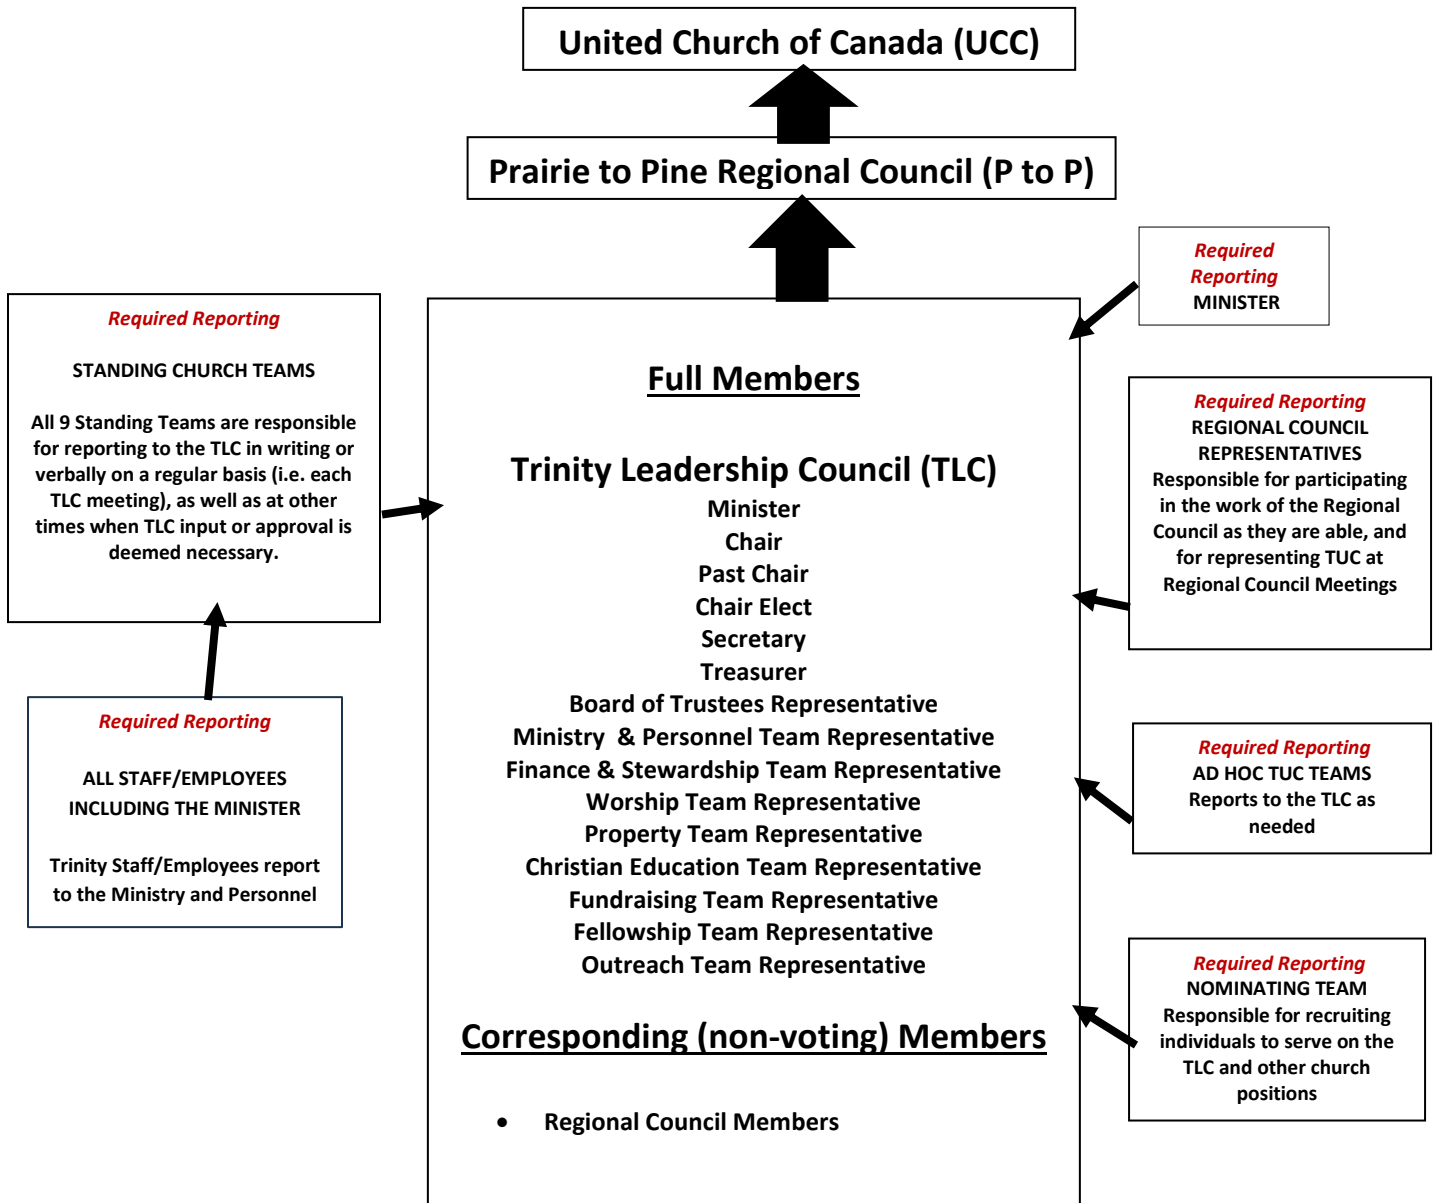 United Church of Canada (UCC)
Prairie to Pine Regional Council (P to P)
Required Reporting
STANDING CHURCH TEAMS
All 9 Standing Teams are responsible
for reporting to the TLC in writing or
verbally on a regular basis (i.e. each
TLC meeting), as well as at other
times when TLC input or approval is
deemed necessary.
Required Reporting
ALL STAFF/EMPLOYEES
INCLUDING THE MINISTER
Trinity Staff/Employees report
to the Ministry and Personnel
Full Members
Trinity Leadership Council (TLC)
Minister
Chair
Past Chair
Chair Elect
Secretary
Treasurer
Board of Trustees Representative
Ministry & Personnel Team Representative
Finance & Stewardship Team Representative
Worship Team Representative
Property Team Representative
Christian Education Team Representative
Fundraising Team Representative
Fellowship Team Representative
Outreach Team Representative
Corresponding (non-voting) Members
• Regional Council Members
Required
Reporting
MINISTER
Required Reporting
REGIONAL COUNCIL
REPRESENTATIVES
Responsible for participating
in the work of the Regional
Council as they are able, and
for representing TUC at
Regional Council Meetings
Required Reporting
AD HOC TUC TEAMS
Reports to the TLC as
needed
Required Reporting
NOMINATING TEAM
Responsible for recruiting
individuals to serve on the
TLC and other church
positions